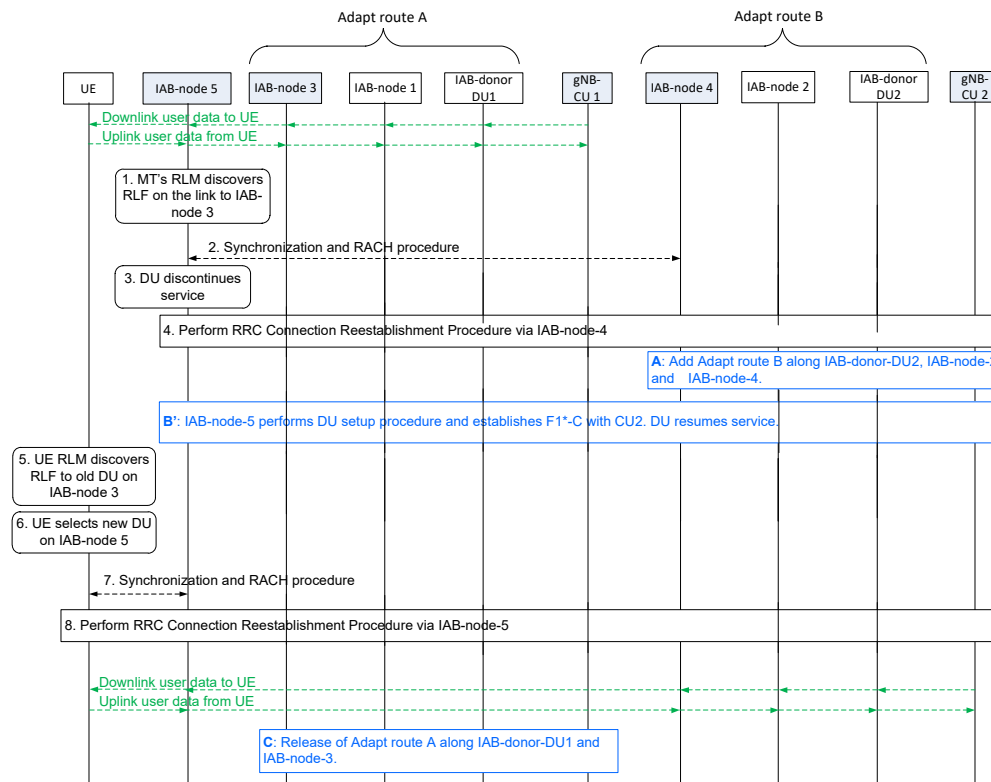 Adapt route A
Adapt route B
UE
IAB-node 5
IAB-node 3
IAB-node 1
IAB-donor
DU1
gNB-
CU 1
IAB-node 4
IAB-node 2
IAB-donor
DU2
gNB-
CU 2
Downlink user data to UE
Uplink user data from UE
1. MT's RLM discovers
RLF on the link to IAB-
node 3
2. Synchronization and RACH procedure
3. DU discontinues
service
4. Perform RRC Connection Reestablishment Procedure via IAB-node-4
A: Add Adapt route B along IAB-donor-DU2, IAB-node-2
and IAB-node-4.
B': IAB-node-5 performs DU setup procedure and establishes F1*-C with CU2. DU resumes service.
5. UE RLM discovers
RLF to old DU on
IAB-node 3
6. UE selects new DU
on IAB-node 5
7. Synchronization and RACH procedure
8. Perform RRC Connection Reestablishment Procedure via IAB-node-5
Downlink user data to UE
Uplink user data from UE
C: Release of Adapt route A along IAB-donor-DU1 and
IAB-node-3.